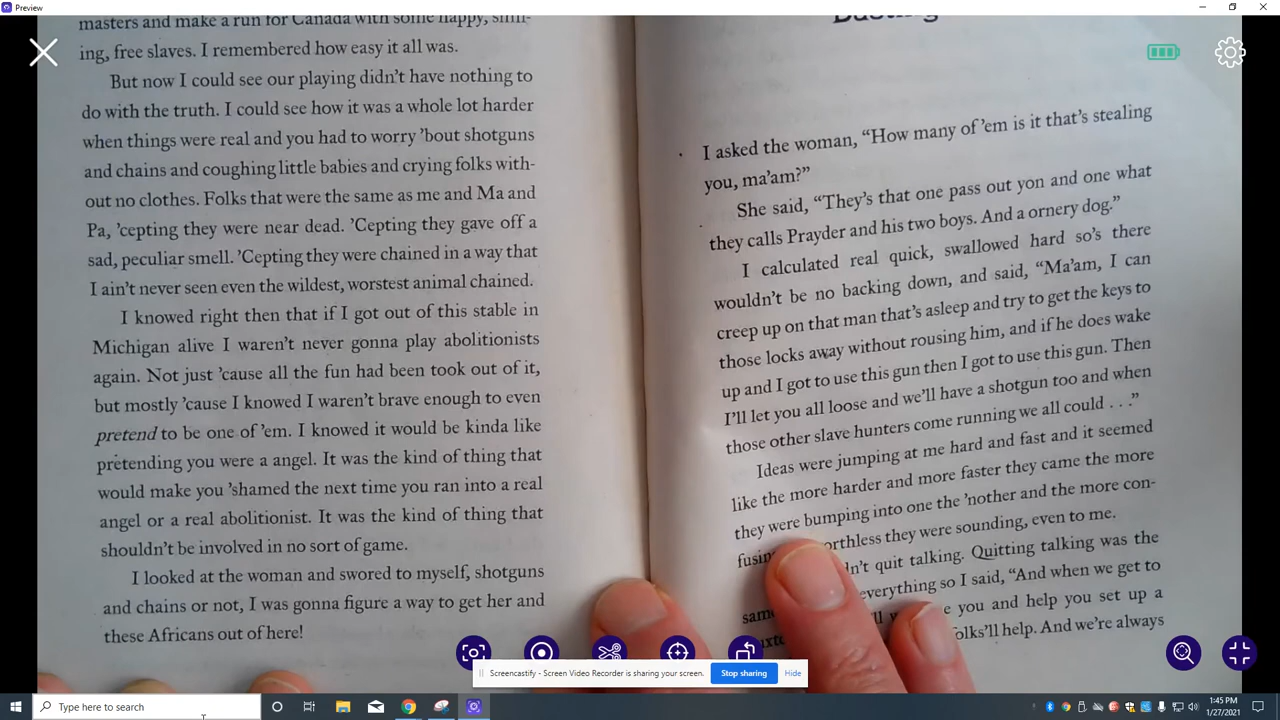 Preview
masters and make a run for Canada with some happy, smil-
ing, free slaves. I remembered how easy it all was.
But now I could see our playing didn't have nothing to
do with the truth. I could see how it was a whole lot harder
when things were real and you had to worry 'bout shotguns
and chains and coughing little babies and crying folks with-
out no clothes. Folks that were the same as me and Ma and
Pa, 'cepting they were near dead. 'Cepting they gave off a
sad, peculiar smell. 'Cepting they were chained in a way that
I ain't never seen even the wildest, worstest animal chained.
I knowed right then that if I got out of this stable in
Michigan alive I waren't never gonna play abolitionists
again. Not just 'cause all the fun had been took out of it,
but mostly 'cause I knowed I waren't brave enough to even
pretend to be one of 'em. I knowed it would be kinda like
pretending you were a angel. It was the kind of thing that
would make you 'shamed the next time you ran into a real
angel or a real abolitionist. It was the kind of thing that
shouldn't be involved in no sort of game.
I looked at the woman and swored to myself, shotguns
and chains or not, I was gonna figure a way to get her and
these Africans out of here!
I asked the woman, "How many of 'em is it that's stealing
you, ma'am?"
She said, "They's that one pass out yon and one what
they calls Prayder and his two boys. And a ornery dog."
I calculated real quick, swallowed hard so's there
wouldn't be no backing down, and said, "Ma'am, I can
creep up on that man that's asleep and try to get the keys to
those locks away without rousing him, and if he does wake
up and I got to use this gun then I got to use this gun. Then
I'll let you all loose and we'll have a shotgun too and when
those other slave hunters come running we all could . . ."
Ideas were jumping at me hard and fast and it seemed
like the more harder and more faster they came the more
they were bumping into one the 'nother and the more con-
they were sounding, even to me.
quit talking. Quitting talking was the
everything so I said, "And when we get to
you and help you set up a
help. And we're always
Screencastify - Screen Video Recorder is sharing your screen.
Stop sharing
Hide
Type here to search
1:45 PM
1/27/2021